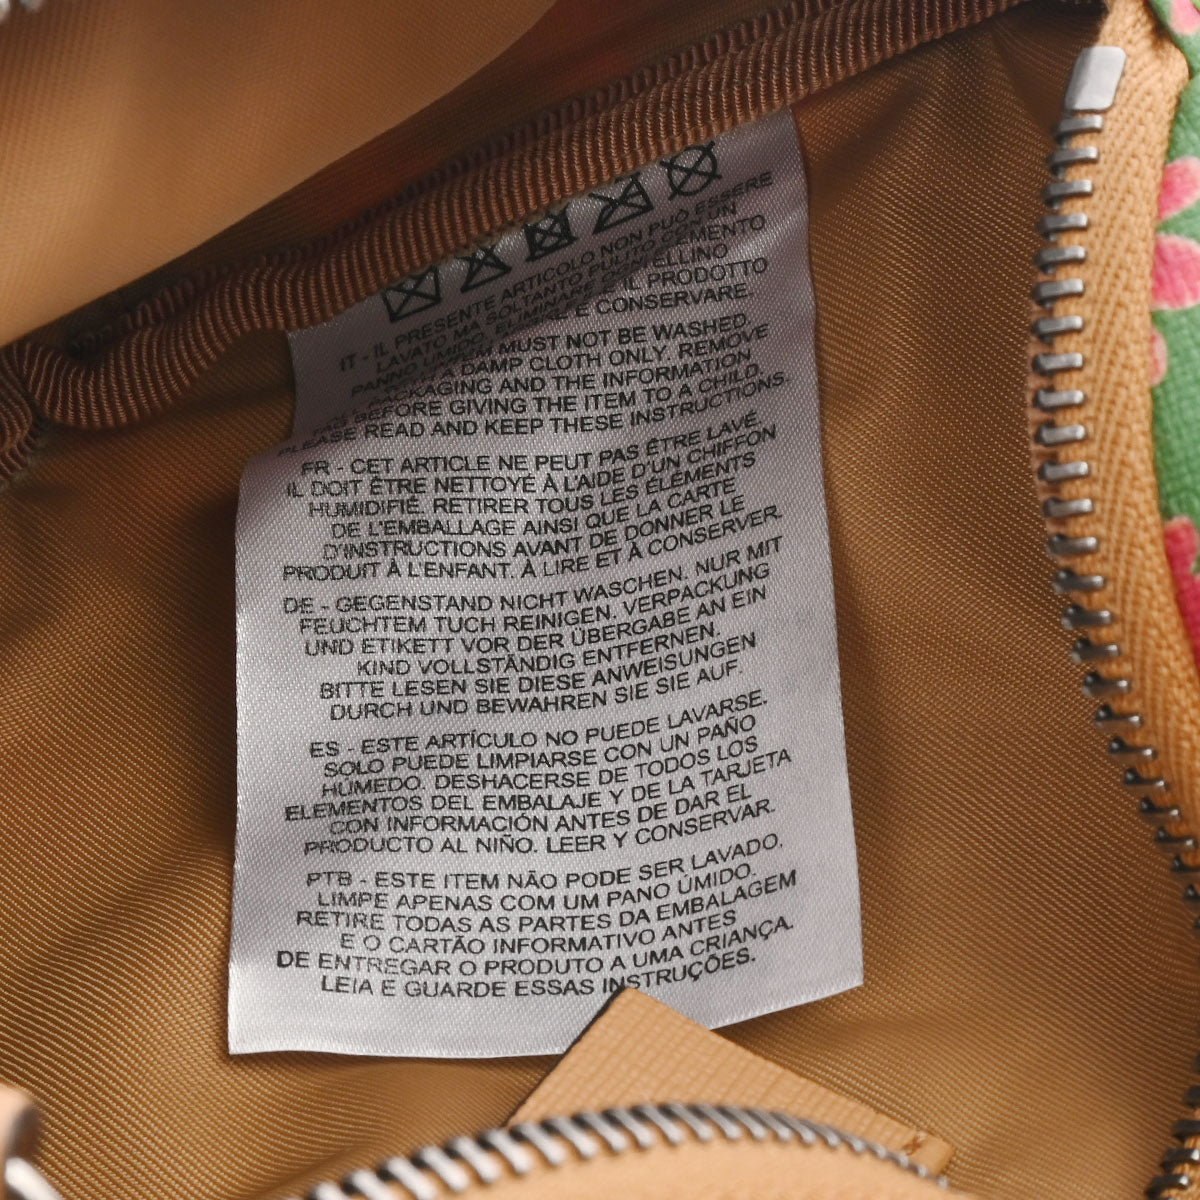 IT - IL PRESENTE ARTICOLO NON PUÒ ESSERE
LAVATO MA SOLTANTO PULITO CON UN
PANNO UMIDO. ELIMINARE OGNI ELEMENTO
IL PRODOTTO
E CONSERVARE.
MUST NOT BE WASHED.
A DAMP CLOTH ONLY. REMOVE
PACKAGING AND THE INFORMATION
TAG BEFORE GIVING THE ITEM TO A CHILD.
PLEASE READ AND KEEP THESE INSTRUCTIONS.
FR - CET ARTICLE NE PEUT PAS ÊTRE LAVÉ.
IL DOIT ÊTRE NETTOYÉ À L'AIDE D'UN CHIFFON
HUMIDIFIÉ. RETIRER TOUS LES ÉLÉMENTS
DE L'EMBALLAGE AINSI QUE LA CARTE
D'INSTRUCTIONS AVANT DE DONNER LE
PRODUIT À L'ENFANT. À LIRE ET À CONSERVER.
DE - GEGENSTAND NICHT WASCHEN. NUR MIT
FEUCHTEM TUCH REINIGEN. VERPACKUNG
UND ETIKETT VOR DER ÜBERGABE AN EIN
KIND VOLLSTÄNDIG ENTFERNEN.
BITTE LESEN SIE DIESE ANWEISUNGEN
DURCH UND BEWAHREN SIE SIE AUF.
ES - ESTE ARTÍCULO NO PUEDE LAVARSE.
SOLO PUEDE LIMPIARSE CON UN PAÑO
HÚMEDO. DESHACERSE DE TODOS LOS
ELEMENTOS DEL EMBALAJE Y DE LA TARJETA
CON INFORMACIÓN ANTES DE DAR EL
PRODUCTO AL NIÑO. LEER Y CONSERVAR.
PTB - ESTE ITEM NÃO PODE SER LAVADO.
LIMPE APENAS COM UM PANO ÚMIDO.
RETIRE TODAS AS PARTES DA EMBALAGEM
E O CARTÃO INFORMATIVO ANTES
DE ENTREGAR O PRODUTO A UMA CRIANÇA.
LEIA E GUARDE ESSAS INSTRUÇÕES.